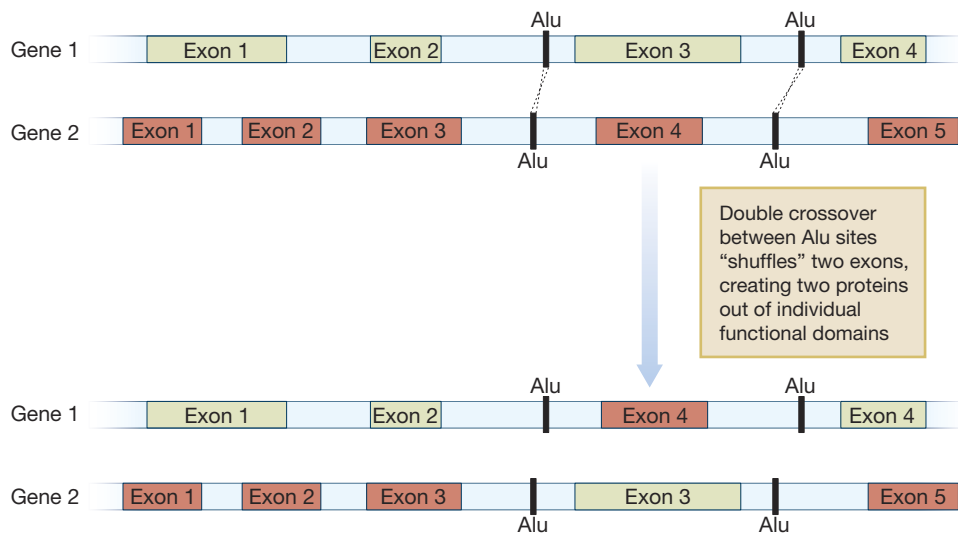 Alu Alu
Gene 1 Exon 1 Exon 2 Exon 3 Exon 4
Gene 2 Exon 1 Exon 2 Exon 3 Exon 4 Exon 5
Alu Alu
Double crossover
between Alu sites
“shuffles” two exons,
creating two proteins
out of individual
functional domains
Alu Alu
Gene 1 Exon 1 Exon 2 Exon 4 Exon 4
Gene 2 Exon 1 Exon 2 Exon 3 Exon 3 Exon 5
Alu Alu